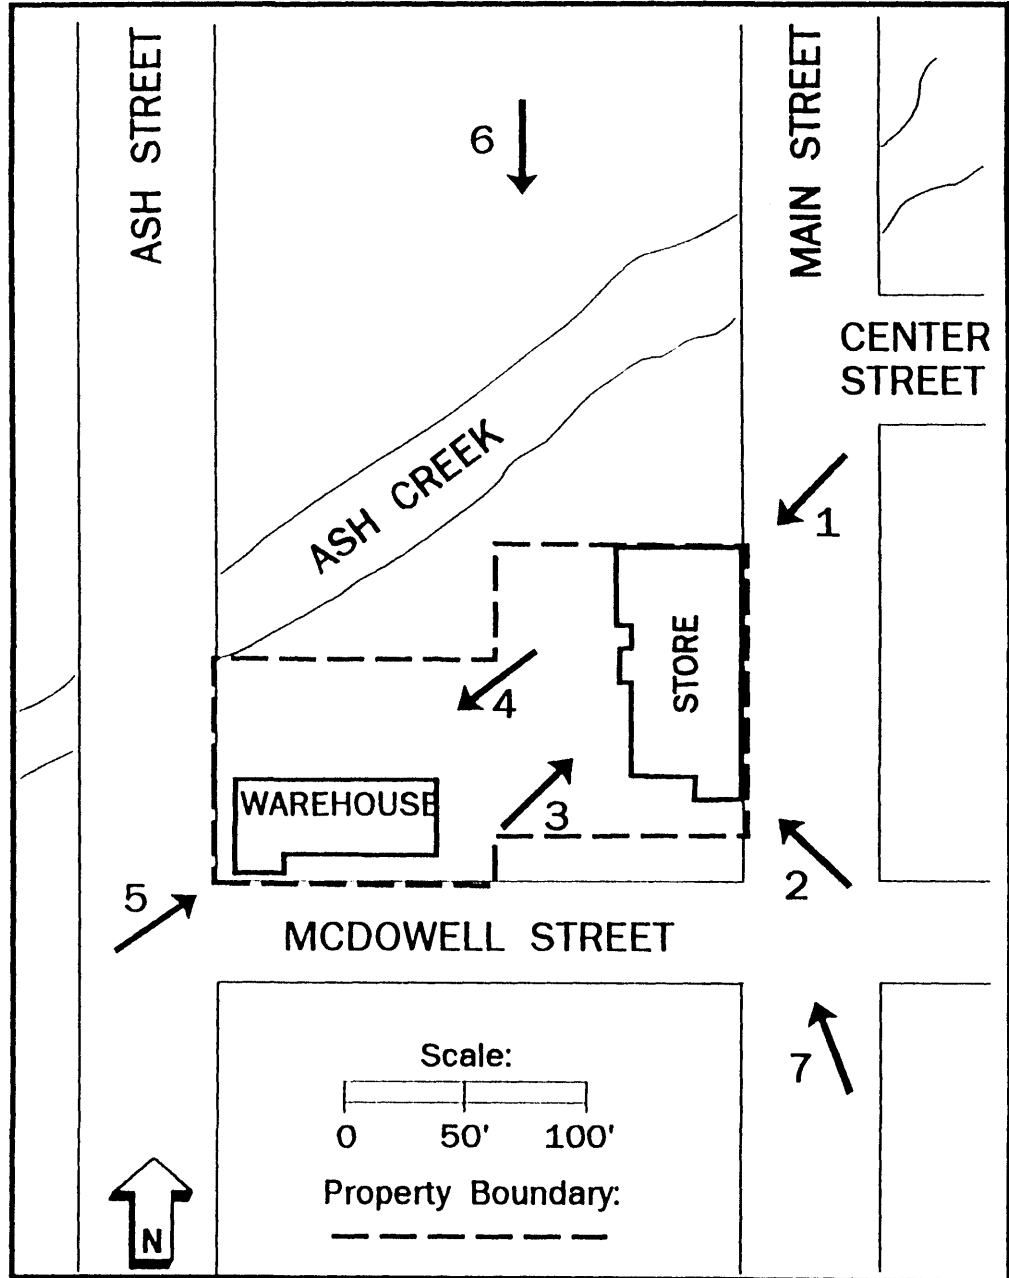 ASH STREET
MAIN STREET
6
CENTER
STREET
ASH CREEK
1
STORE
4
WAREHOUSE
3
2
5
MCDOWELL STREET
7
Scale:
0 50' 100'
Property Boundary:
N